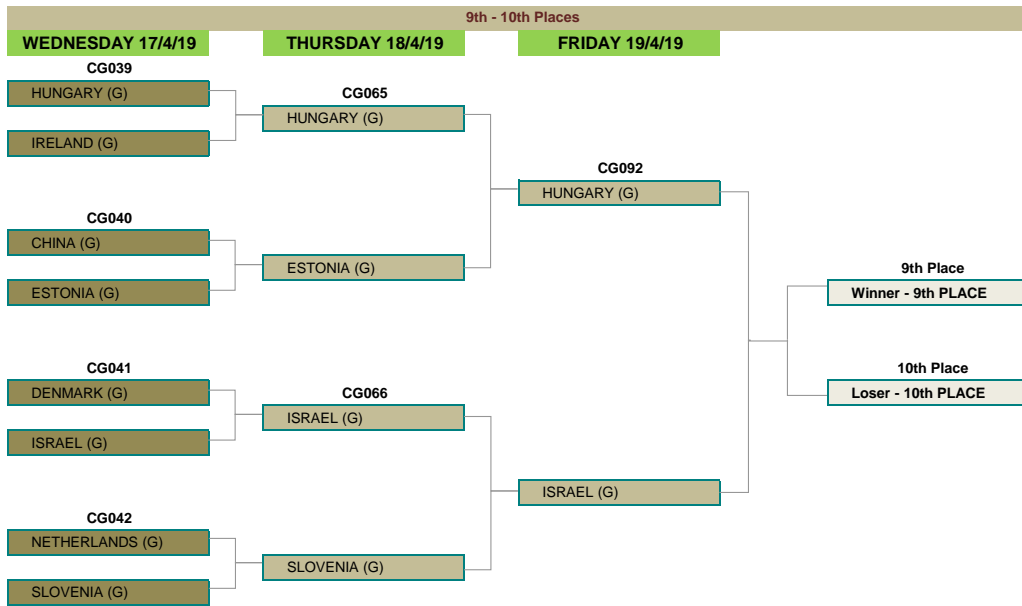 9th - 10th Places
WEDNESDAY 17/4/19
THURSDAY 18/4/19
FRIDAY 19/4/19
CG039
HUNGARY (G)
IRELAND (G)
CG040
CHINA (G)
ESTONIA (G)
CG041
DENMARK (G)
ISRAEL (G)
CG042
NETHERLANDS (G)
SLOVENIA (G)
CG065
HUNGARY (G)
ESTONIA (G)
CG066
ISRAEL (G)
SLOVENIA (G)
CG092
HUNGARY (G)
ISRAEL (G)
9th Place
Winner - 9th PLACE
10th Place
Loser - 10th PLACE